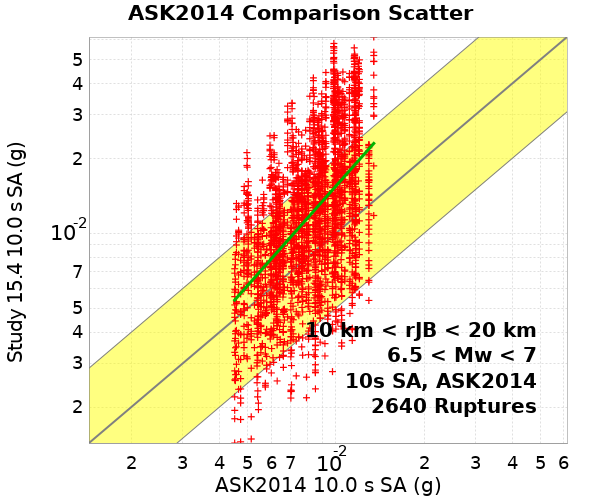 ASK2014 Comparison Scatter
Study 15.4 10.0 s SA (g)
5
4
3
2
10-2
7
5
4
3
2
10 km < rJB < 20 km
6.5 < Mw < 7
10s SA, ASK2014
2640 Ruptures
2 3 4 5 6 7 10-2 2 3 4 5 6
ASK2014 10.0 s SA (g)